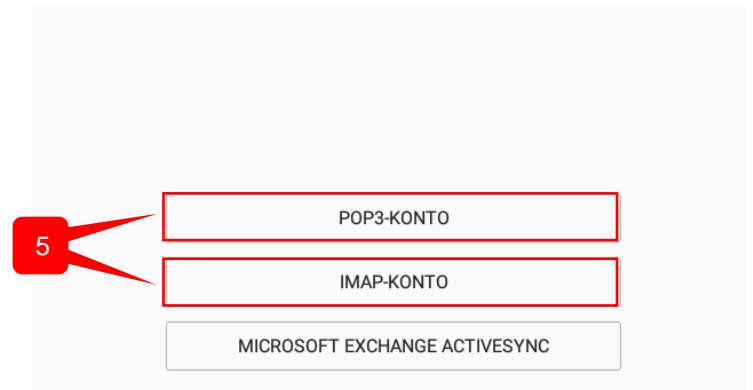 POP3-KONTO
5
IMAP-KONTO
MICROSOFT EXCHANGE ACTIVESYNC